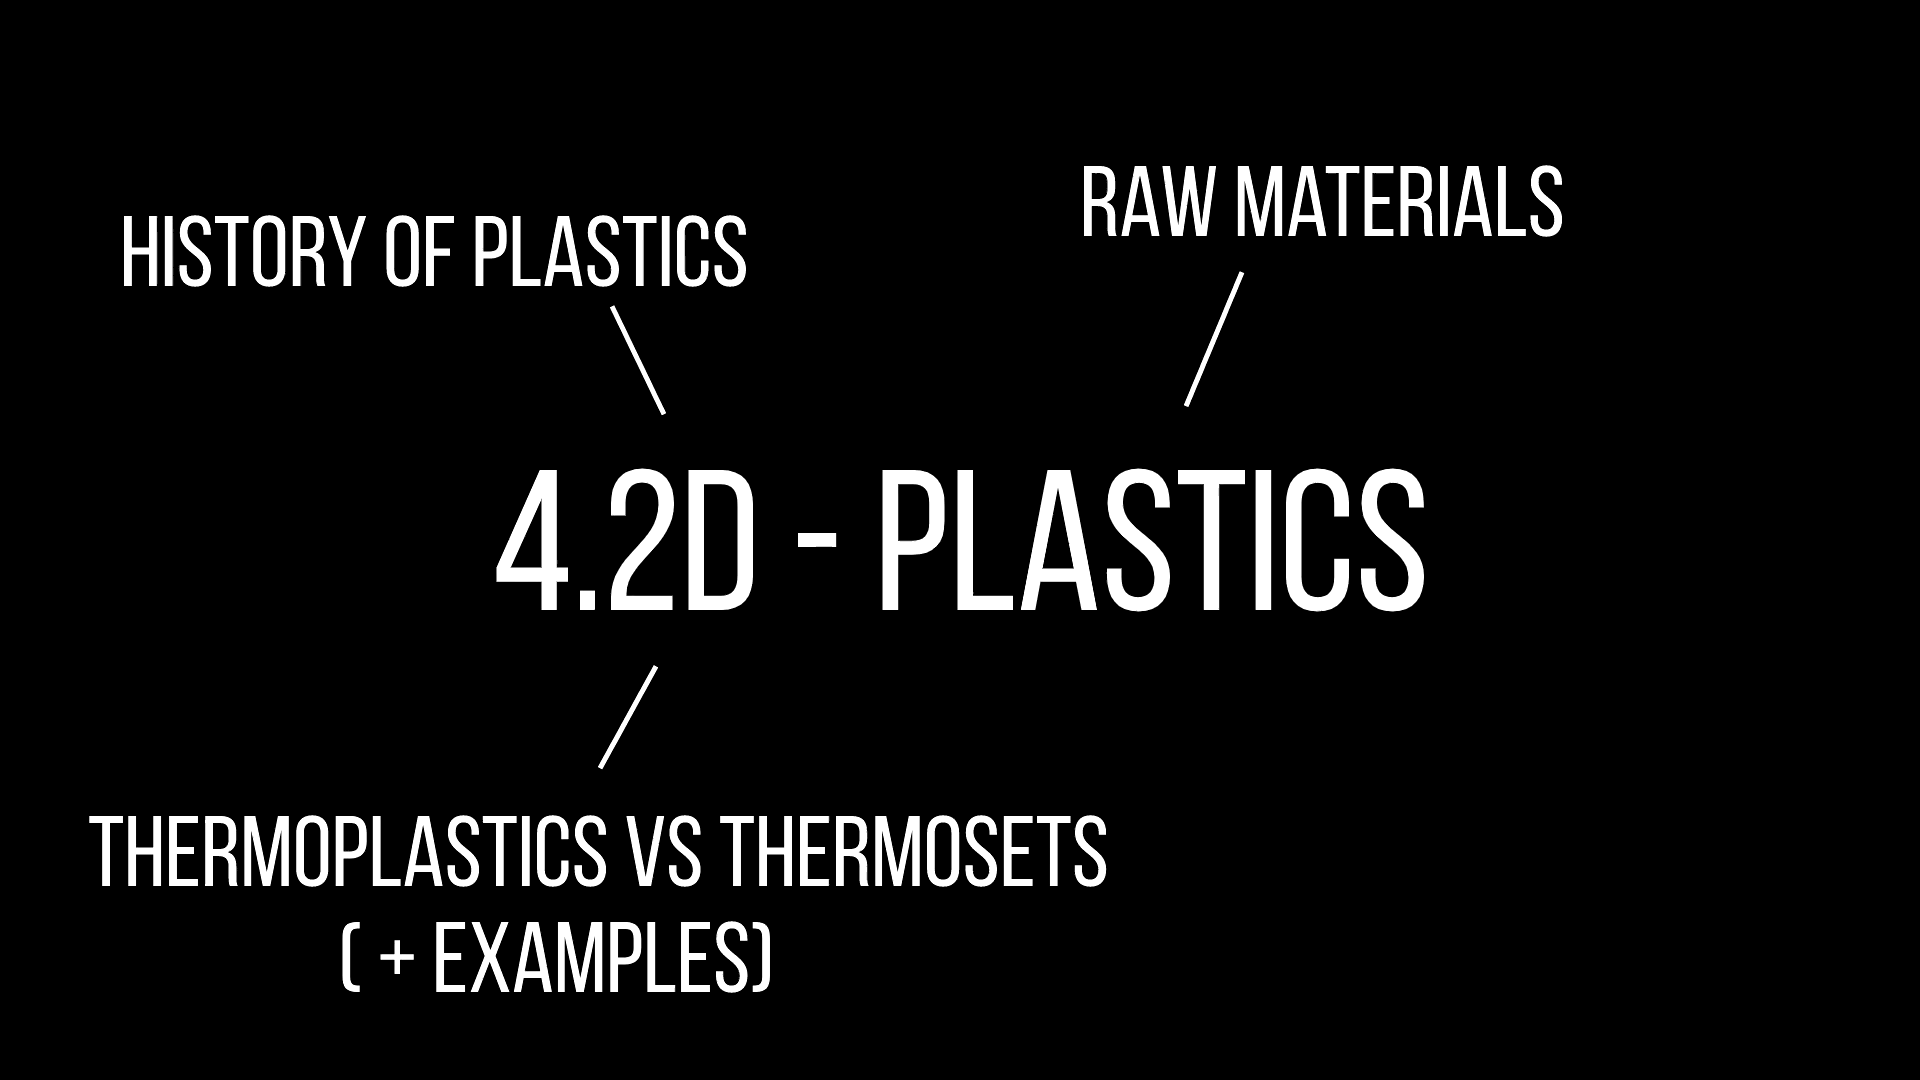 HISTORY OF PLASTICS
RAW MATERIALS
4.2D - PLASTICS
THERMOPLASTICS VS THERMOSETS
( + EXAMPLES)